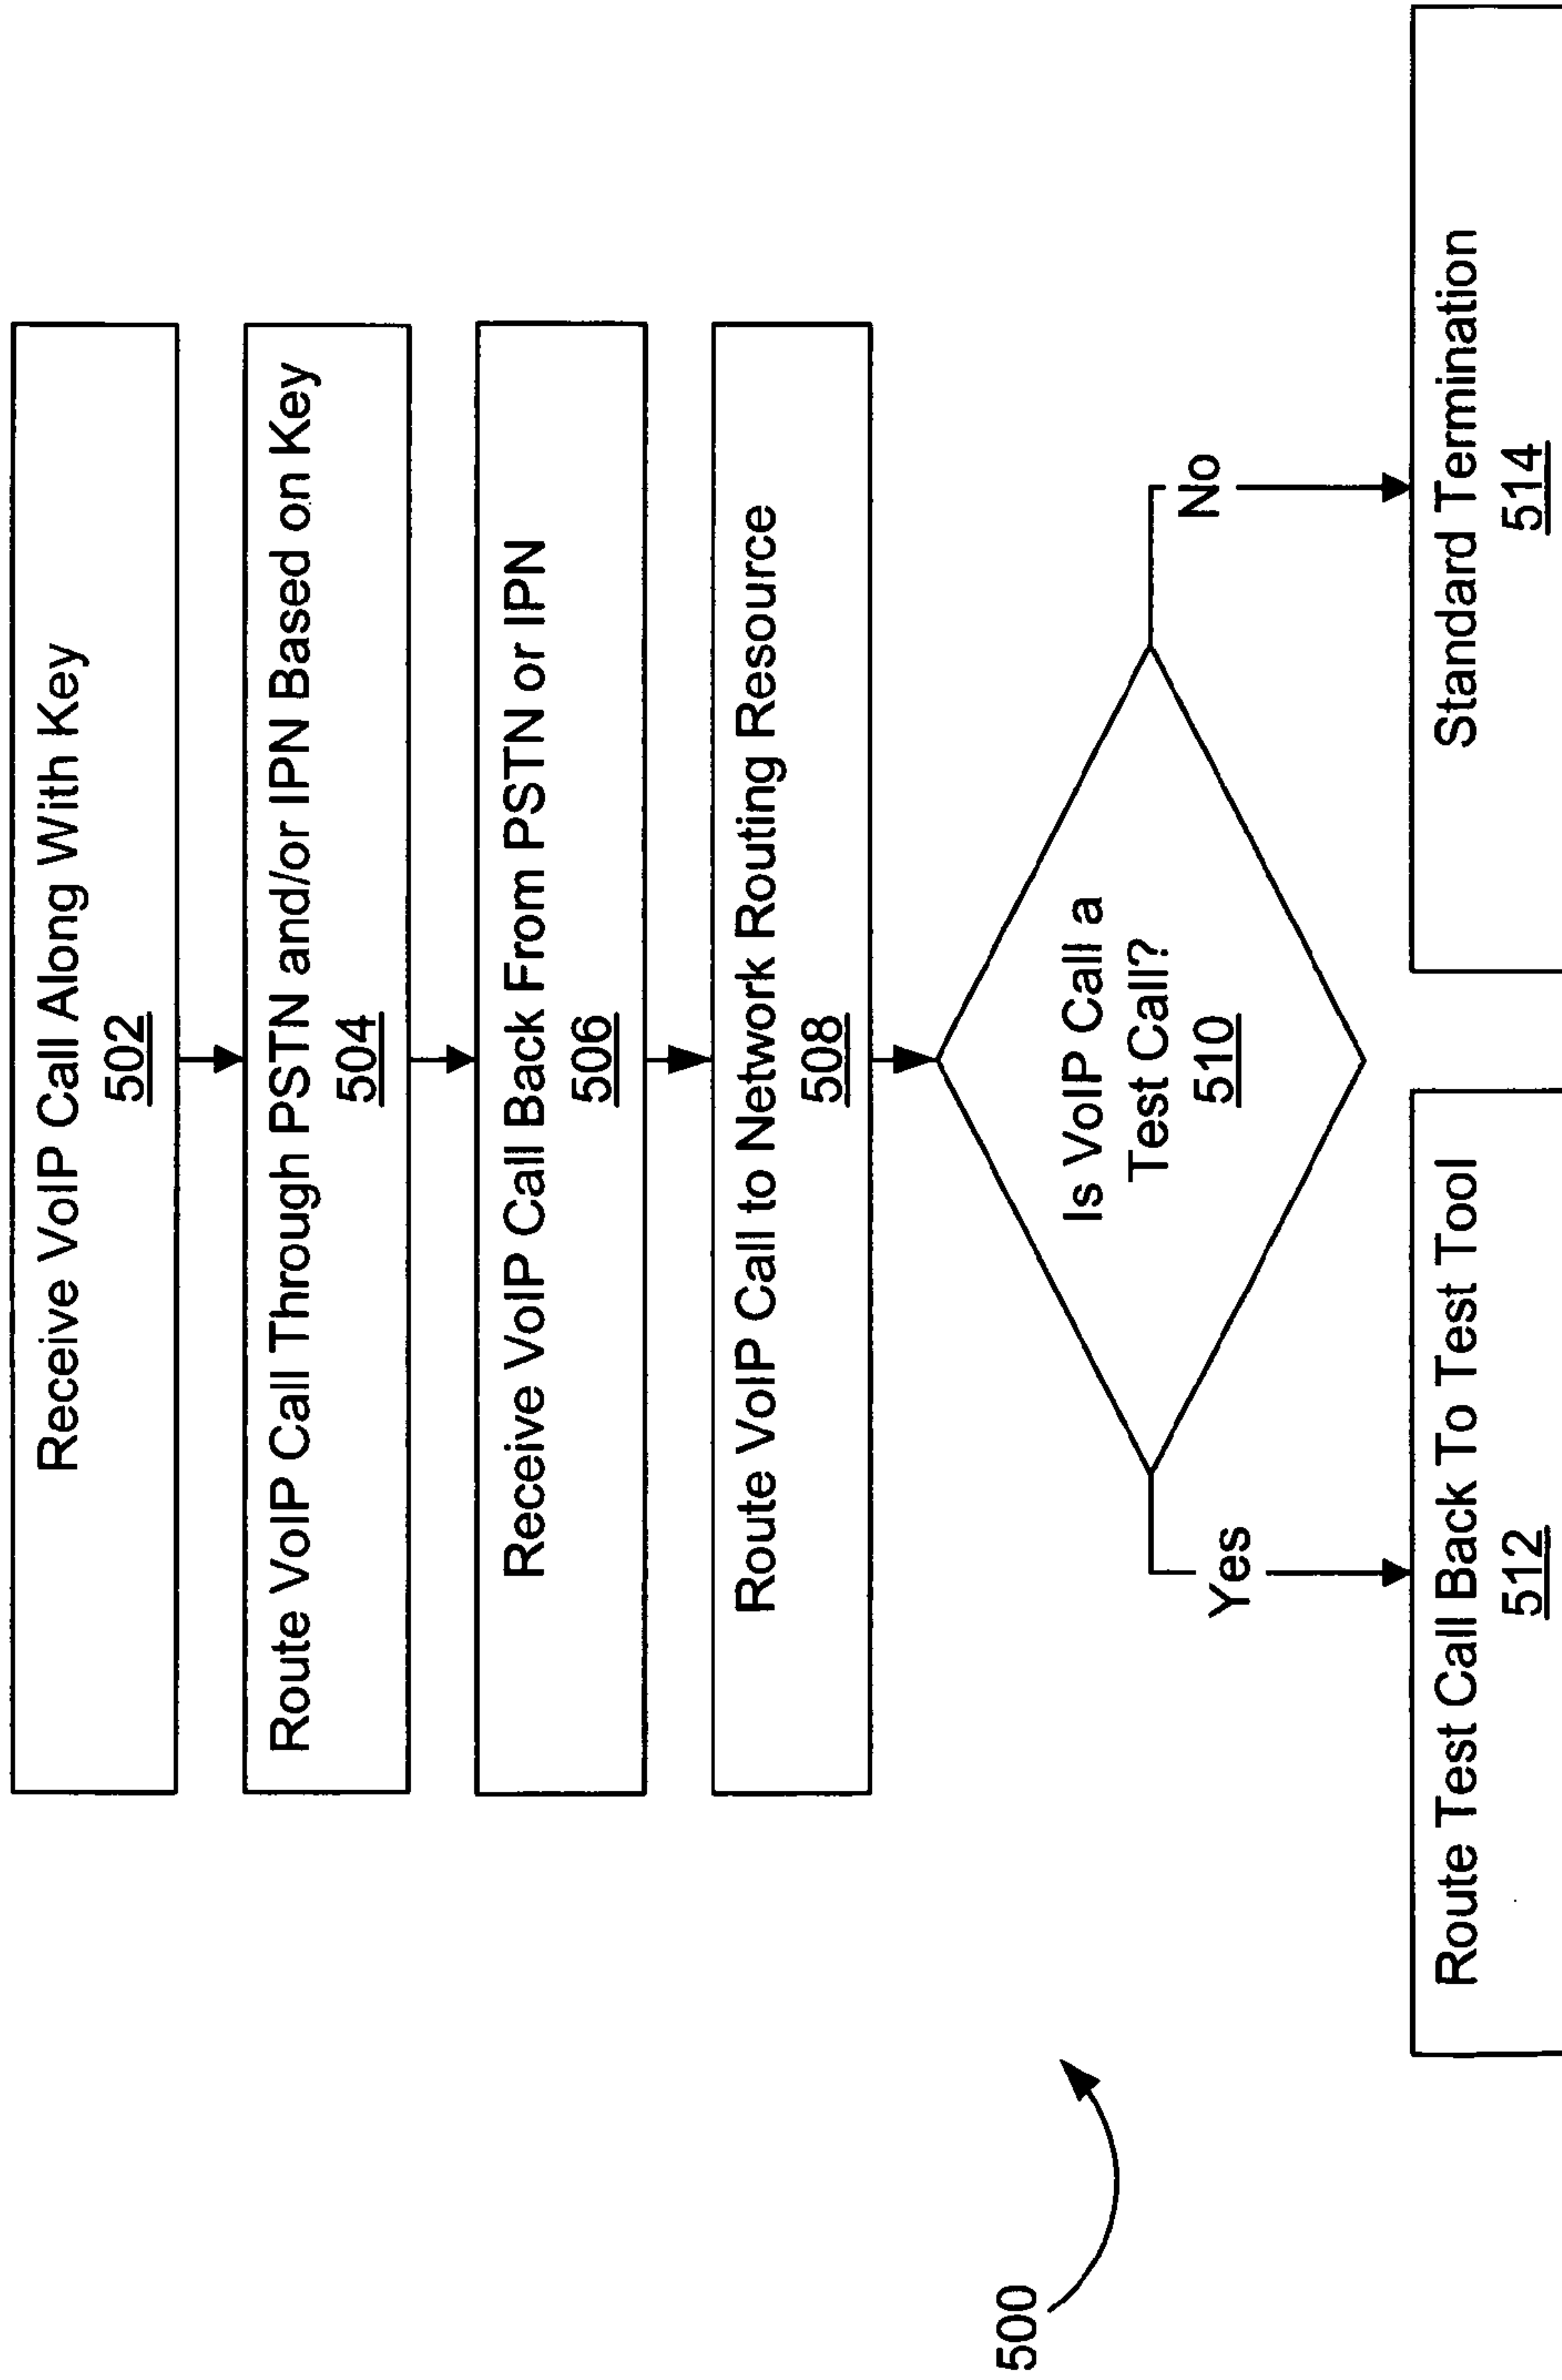 Receive VoIP Call Along With Key
502
Route VoIP Call Through PSTN and/or IPN Based on Key
504
Receive VoIP Call Back From PSTN or IPN
506
Route VoIP Call to Network Routing Resource
508
Is VoIP Call a
Test Call?
510
Yes
No
Route Test Call Back To Test Tool
512
Standard Termination
514
500